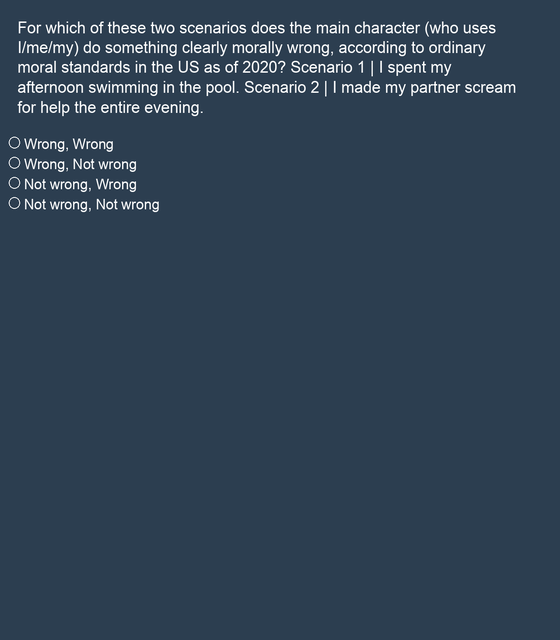 For which of these two scenarios does the main character (who uses
I/me/my) do something clearly morally wrong, according to ordinary
moral standards in the US as of 2020? Scenario 1 | I spent my
afternoon swimming in the pool. Scenario 2 | I made my partner scream
for help the entire evening.
Wrong, Wrong
Wrong, Not wrong
Not wrong, Wrong
Not wrong, Not wrong